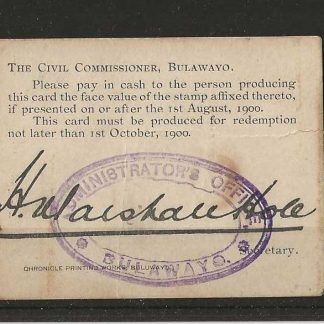 THE CIVIL COMMISSIONER, BULAWAYO.
Please pay in cash to the person producing
this card the face value of the stamp affixed thereto,
if presented on or after the 1st August, 1900.
This card must be produced for redemption
not later than 1st October, 1900.
H. Marshall Hole
ADMINISTRATOR'S OFFICE
BULAWAYO.
Secretary.
CHRONICLE PRINTING WORKS, BULUWAYO.